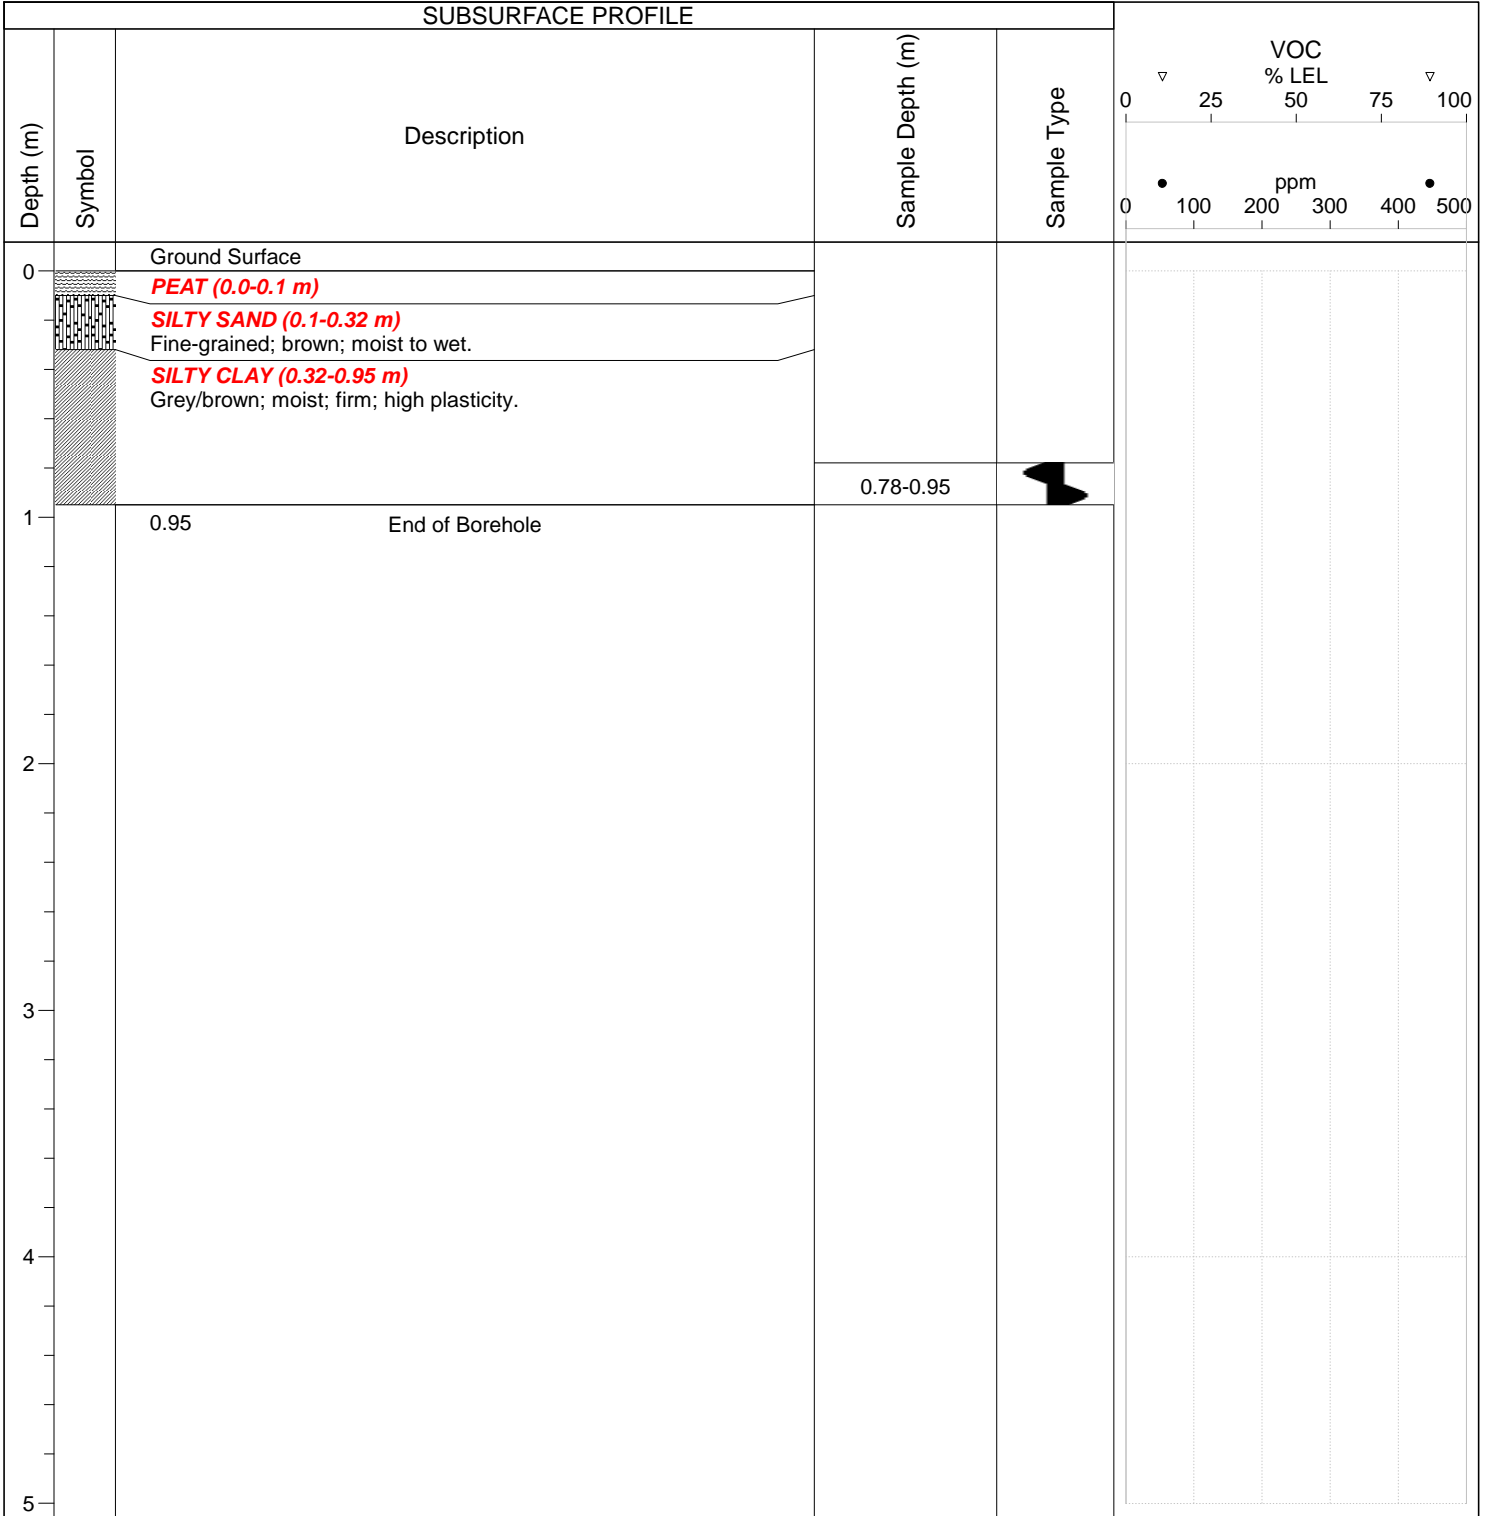 SUBSURFACE PROFILE
Depth (m)
Symbol
Description
Sample Depth (m)
Sample Type
VOC
% LEL
0 25 50 75 100
ppm
0 100 200 300 400 500
Ground Surface
0
PEAT (0.0-0.1 m)
SILTY SAND (0.1-0.32 m)
Fine-grained; brown; moist to wet.
SILTY CLAY (0.32-0.95 m)
Grey/brown; moist; firm; high plasticity.
0.78-0.95
1
0.95 End of Borehole
2
3
4
5